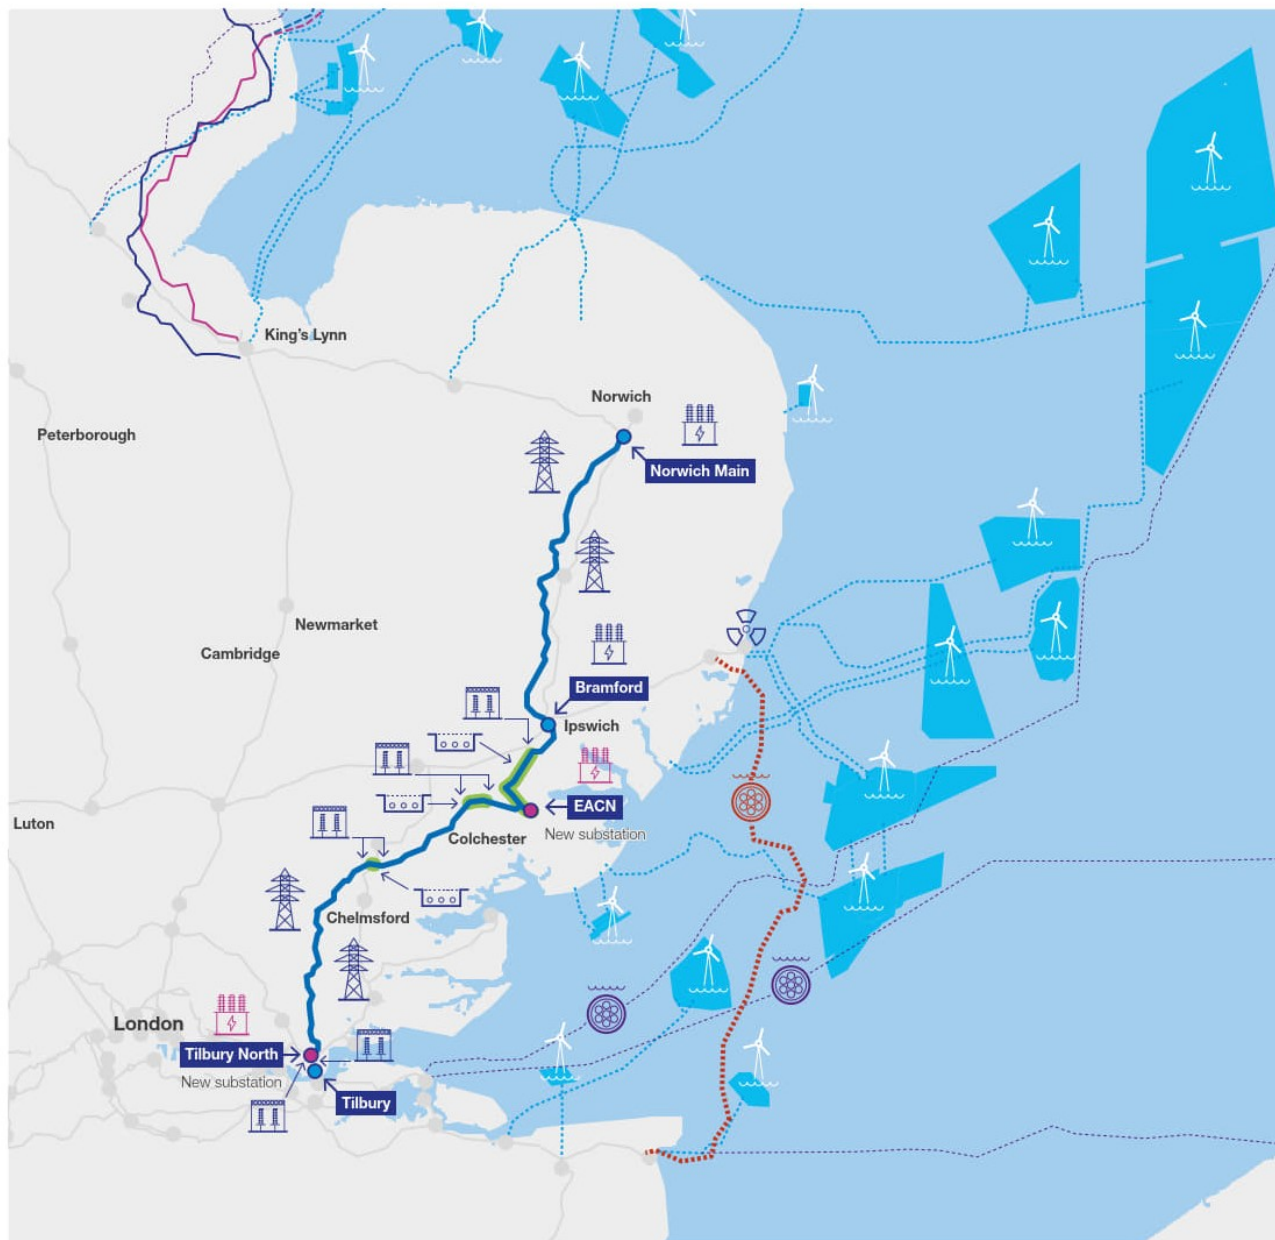 King's Lynn
Norwich
Peterborough
Norwich Main
Newmarket
Cambridge
Bramford
Ipswich
EACN
Luton
Colchester
New substation
Chelmsford
London
Tilbury North
New substation
Tilbury